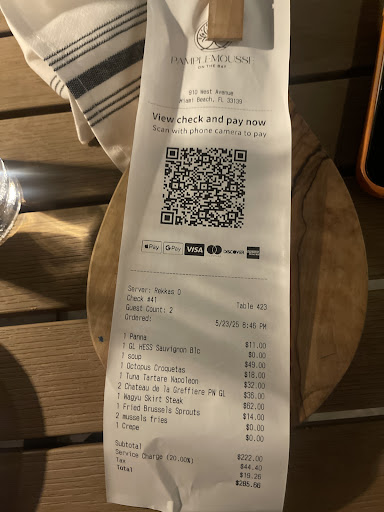 PAMPLEMOUSSE
ON THE BAY
810 West Avenue
Miami Beach, FL 33139
View check and pay now
Scan with phone camera to pay
Pay G Pay VISA DISCOVER
Server: Rekkas O
Check #41 Table 423
Guest Count: 2
Ordered: 5/23/25 8:45 PM
1 Panna $11.00
1 GL HESS Sauvignon Blc $0.00
1 soup $49.00
1 Octopus Croquetas $18.00
1 Tuna Tartare Napoleon $32.00
2 Chateau de la Greffiere PN GL $36.00
1 Wagyu Skirt Steak $62.00
1 Fried Brussels Sprouts $14.00
2 mussels fries $0.00
1 Crepe $0.00
Subtotal $222.00
Service Charge (20.00%) $44.40
Tax $19.26
Total $285.66